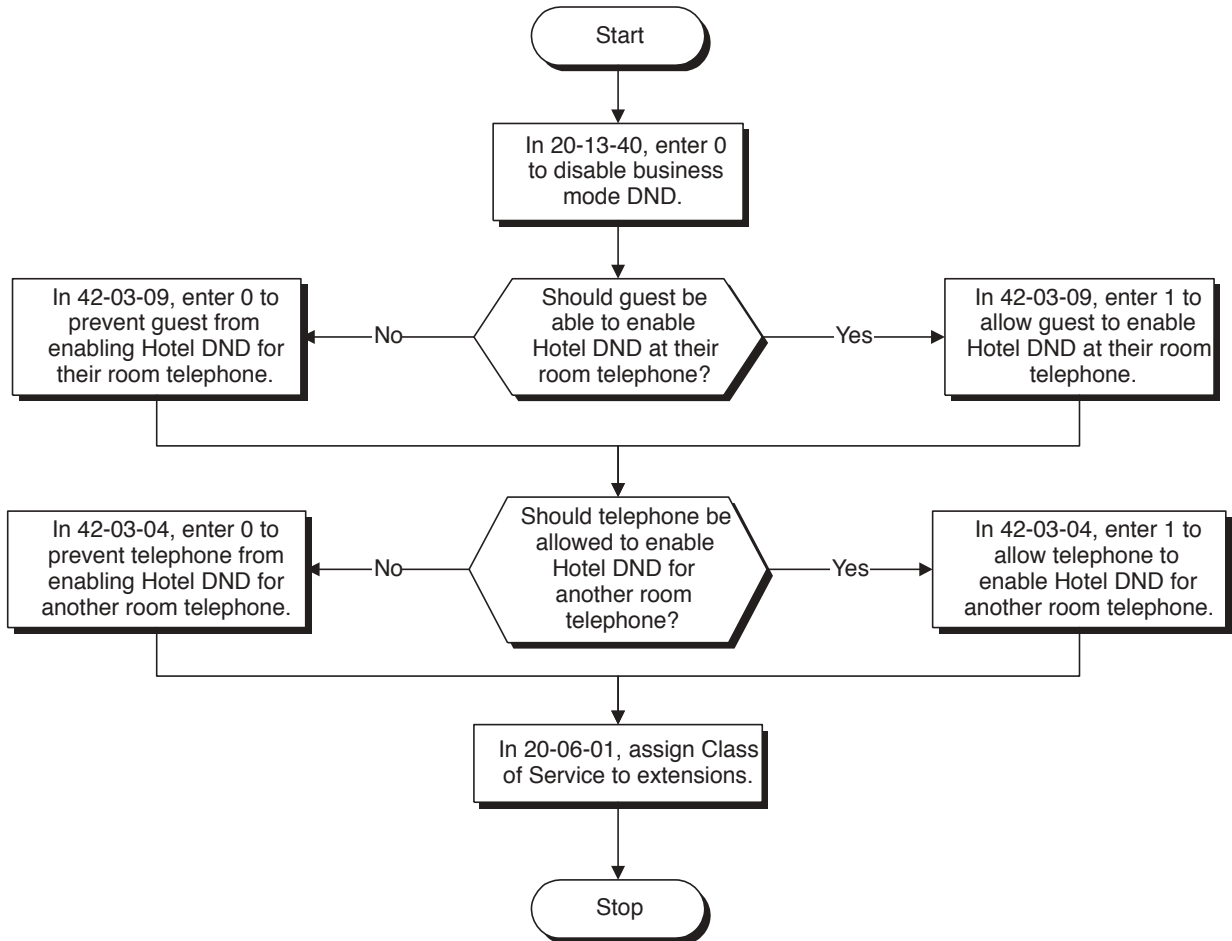 Start
In 20-13-40, enter 0
to disable business
mode DND.
Should guest be
able to enable
Hotel DND at their
room telephone?
No
Yes
In 42-03-09, enter 0 to
prevent guest from
enabling Hotel DND for
their room telephone.
In 42-03-09, enter 1 to
allow guest to enable
Hotel DND at their room
telephone.
Should telephone be
allowed to enable
Hotel DND for
another room
telephone?
No
Yes
In 42-03-04, enter 0 to
prevent telephone from
enabling Hotel DND for
another room telephone.
In 42-03-04, enter 1 to
allow telephone to
enable Hotel DND for
another room telephone.
In 20-06-01, assign Class
of Service to extensions.
Stop